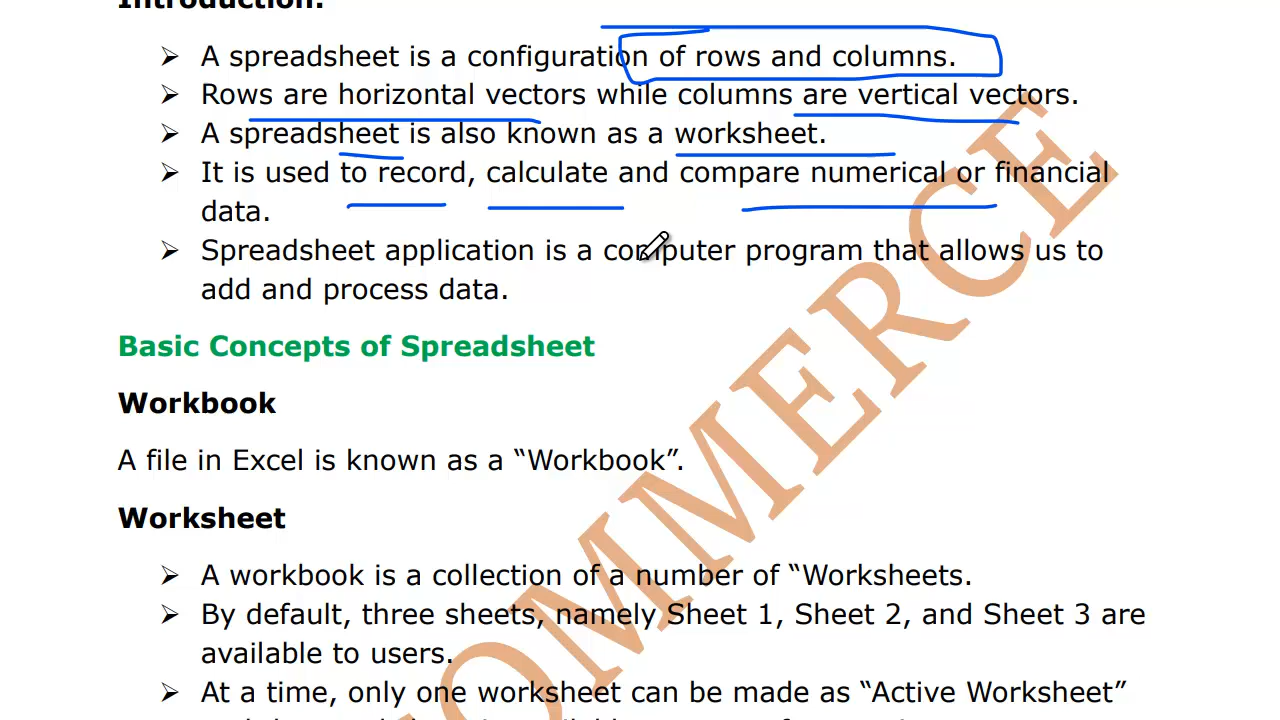 Introduction:
➢ A spreadsheet is a configuration of rows and columns.
➢ Rows are horizontal vectors while columns are vertical vectors.
➢ A spreadsheet is also known as a worksheet.
➢ It is used to record, calculate and compare numerical or financial
data.
➢ Spreadsheet application is a computer program that allows us to
add and process data.
Basic Concepts of Spreadsheet
Workbook
A file in Excel is known as a “Workbook”.
Worksheet
➢ A workbook is a collection of a number of “Worksheets.
➢ By default, three sheets, namely Sheet 1, Sheet 2, and Sheet 3 are
available to users.
➢ At a time, only one worksheet can be made as “Active Worksheet”
OMMERCE